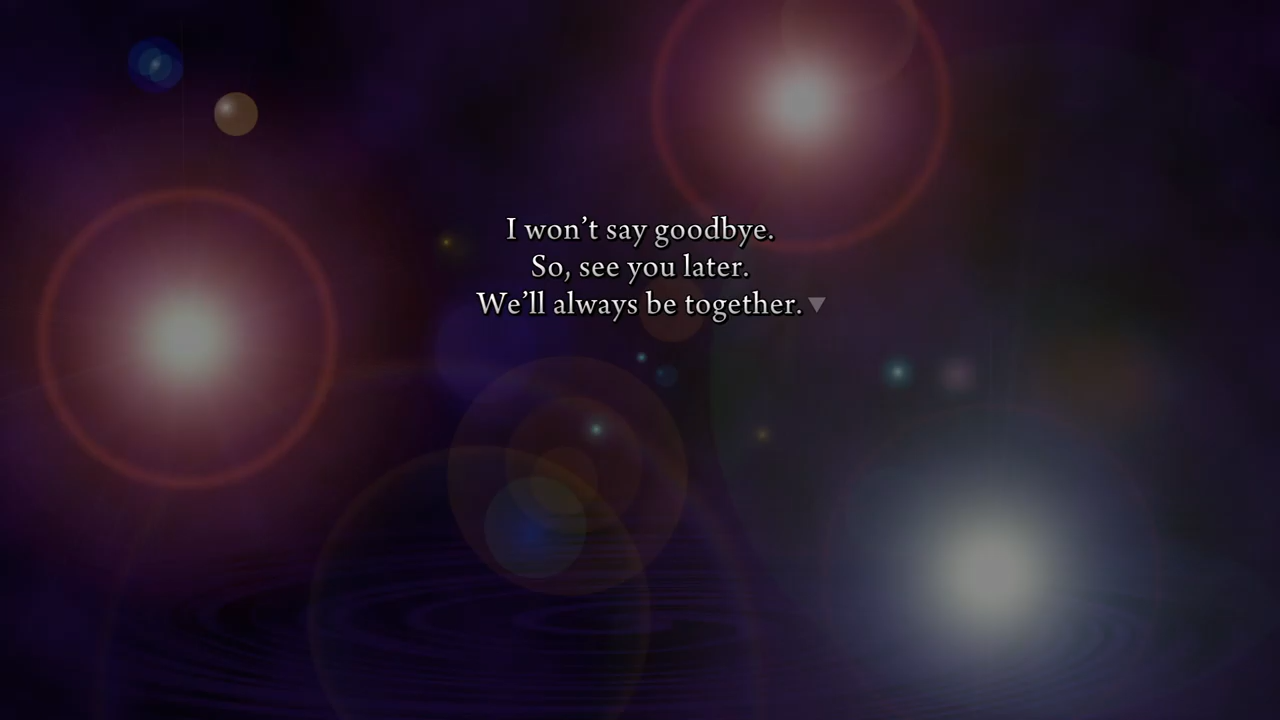 I won’t say goodbye.
So, see you later.
We’ll always be together.